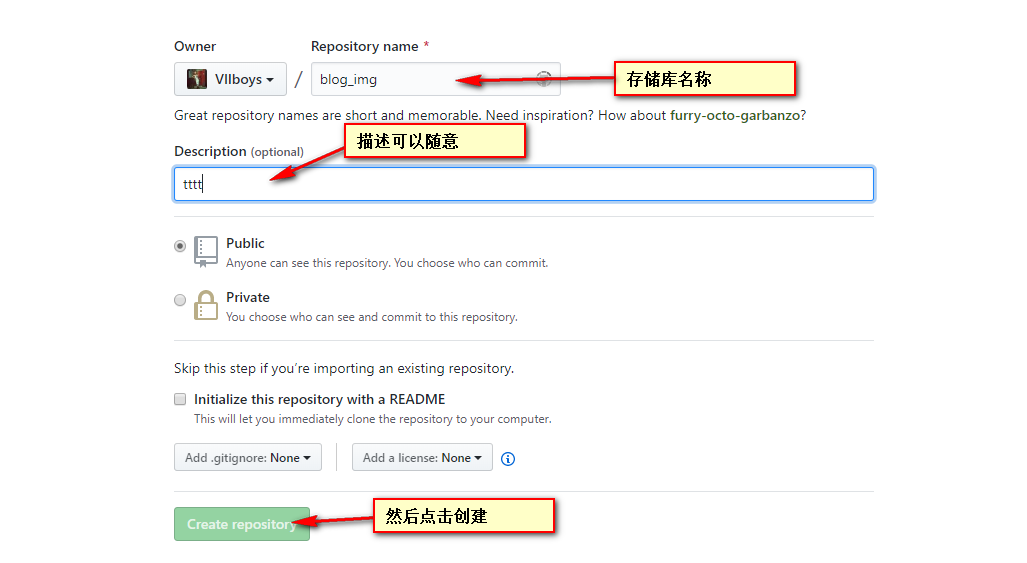 Owner
Repository name *
VIIboys / blog_img
存储库名称
Great repository names are short and memorable. Need inspiration? How about furry-octo-garbanzo?
描述可以随意
Description (optional)
tttt
Public
Anyone can see this repository. You choose who can commit.
Private
You choose who can see and commit to this repository.
Skip this step if you’re importing an existing repository.
Initialize this repository with a README
This will let you immediately clone the repository to your computer.
Add .gitignore: None
Add a license: None
Create repository
然后点击创建